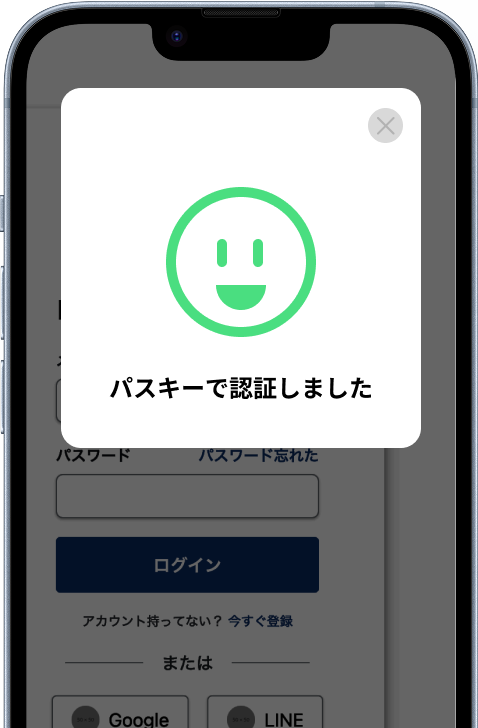 パスキーで認証しました
パスワード
パスワード忘れた
ログイン
アカウント持ってない？ 今すぐ登録
または
Google
LINE